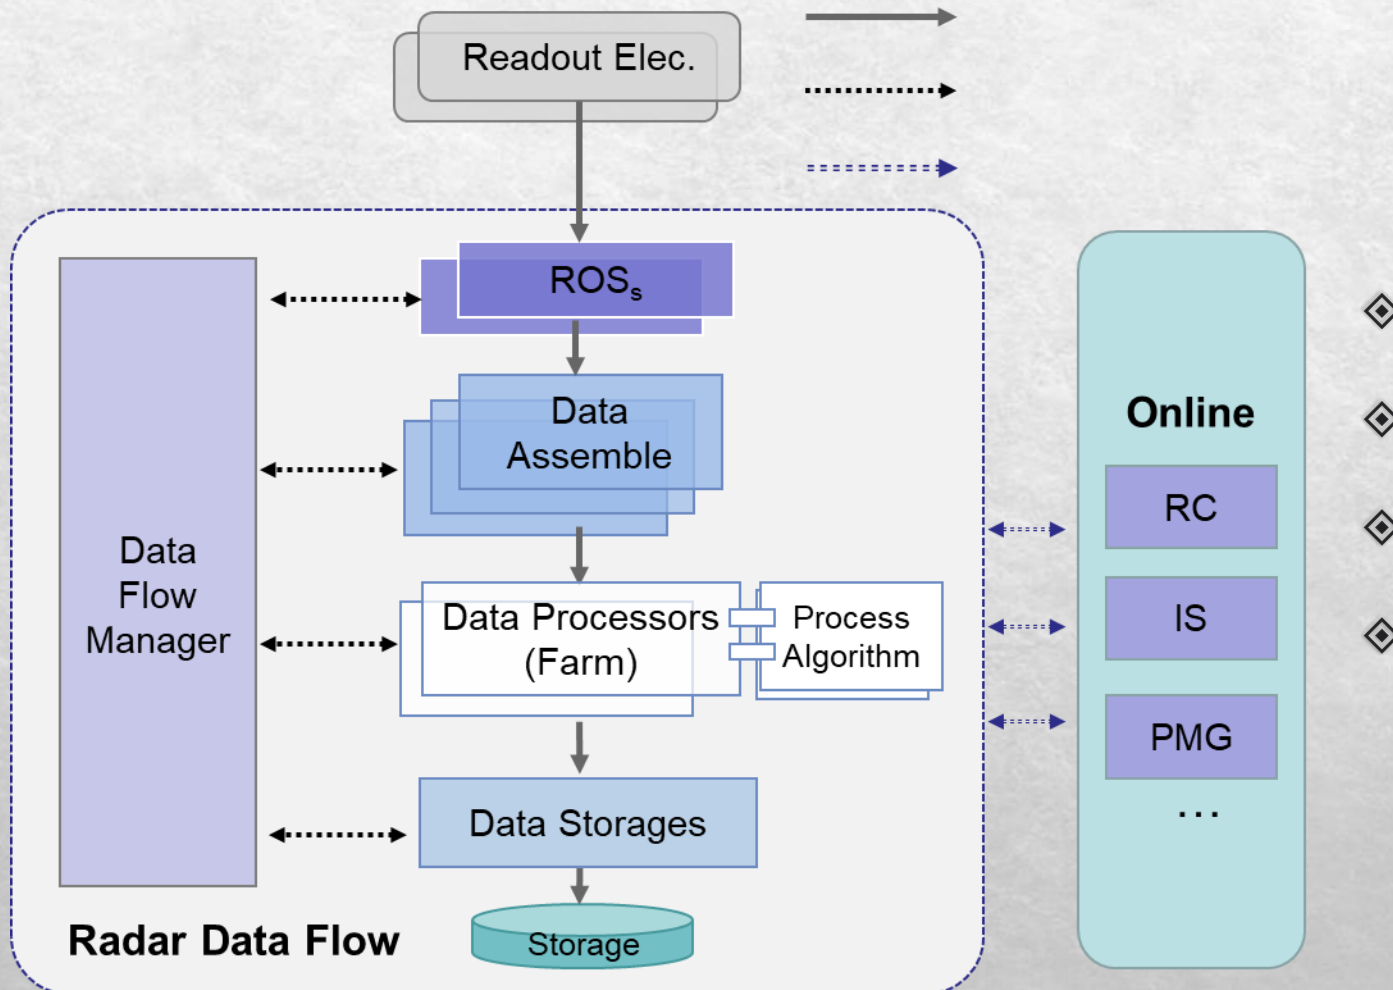 Readout Elec.
ROSs
Data
Assemble
Data
Flow
Manager
Data Processors
(Farm)
Process
Algorithm
Data Storages
Storage
Radar Data Flow
Online
RC
IS
PMG
...